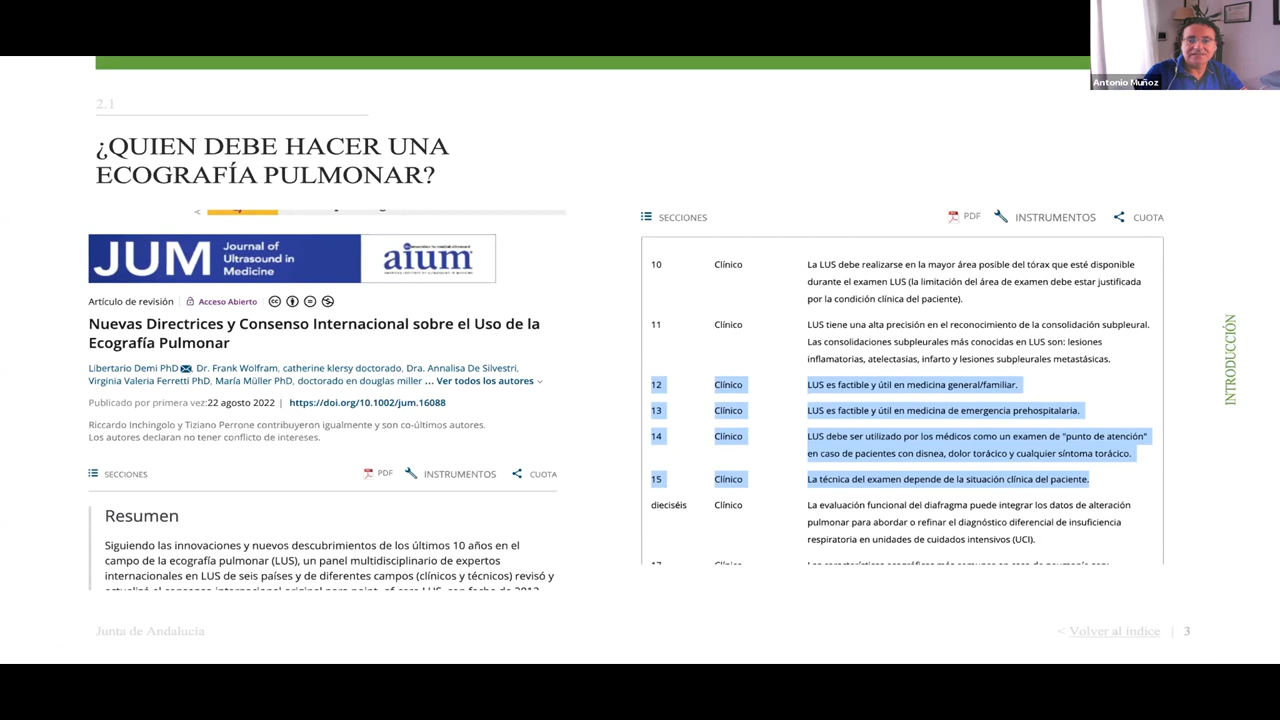 Antonio Muñoz
2.1
¿QUIEN DEBE HACER UNA
ECOGRAFÍA PULMONAR?
JUM
Journal of
Ultrasound in
Medicine
aium
Artículo de revisión
Acceso Abierto
Nuevas Directrices y Consenso Internacional sobre el Uso de la
Ecografía Pulmonar
Libertario Demi PhD, Dr. Frank Wolfram, catherine klersy doctorado, Dra. Annalisa De Silvestri,
Virginia Valeria Ferretti PhD, María Müller PhD, doctorado en douglas miller ... Ver todos los autores
Publicado por primera vez:22 agosto 2022 | https://doi.org/10.1002/jum.16088
Riccardo Inchingolo y Tiziano Perrone contribuyeron igualmente y son co-últimos autores.
Los autores declaran no tener conflicto de intereses.
SECCIONES PDF INSTRUMENTOS CUOTA
Resumen
Siguiendo las innovaciones y nuevos descubrimientos de los últimos 10 años en el
campo de la ecografía pulmonar (LUS), un panel multidisciplinario de expertos
internacionales en LUS de seis países y de diferentes campos (clínicos y técnicos) revisó y
SECCIONES PDF INSTRUMENTOS CUOTA
10 Clínico La LUS debe realizarse en la mayor área posible del tórax que esté disponible
durante el examen LUS (la limitación del área de examen debe estar justificada
por la condición clínica del paciente).
11 Clínico LUS tiene una alta precisión en el reconocimiento de la consolidación subpleural.
Las consolidaciones subpleurales más conocidas en LUS son: lesiones
inflamatorias, atelectasias, infarto y lesiones subpleurales metastásicas.
12 Clínico LUS es factible y útil en medicina general/familiar.
13 Clínico LUS es factible y útil en medicina de emergencia prehospitalaria.
14 Clínico LUS debe ser utilizado por los médicos como un examen de "punto de atención"
en caso de pacientes con disnea, dolor torácico y cualquier síntoma torácico.
15 Clínico La técnica del examen depende de la situación clínica del paciente.
dieciséis Clínico La evaluación funcional del diafragma puede integrar los datos de alteración
pulmonar para abordar o refinar el diagnóstico diferencial de insuficiencia
respiratoria en unidades de cuidados intensivos (UCI).
INTRODUCCIÓN
Junta de Andalucía
< Volver al índice | 3